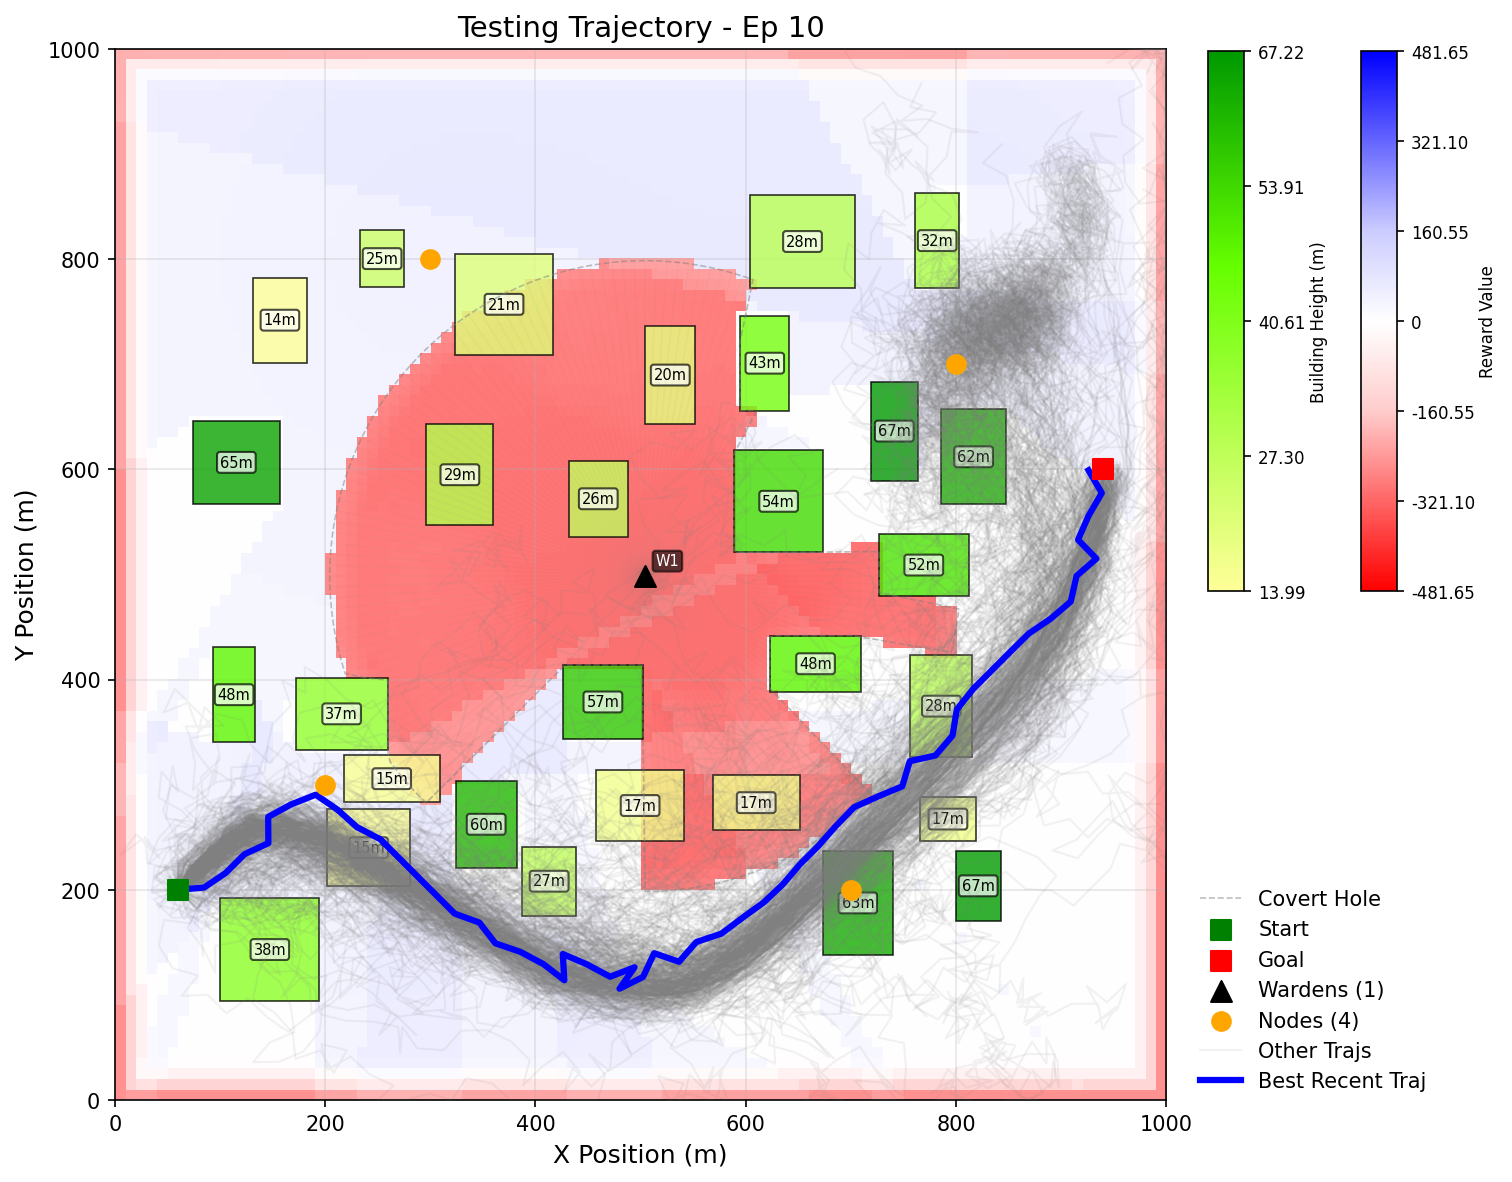 Testing Trajectory - Ep 10
Y Position (m)
1000
800
600
400
200
0
0
200
400
600
800
1000
X Position (m)
28m
32m
25m
21m
14m
43m
20m
67m
65m
29m
62m
26m
54m
W1
52m
48m
48m
57m
28m
37m
15m
17m
17m
17m
60m
15m
27m
67m
63m
38m
67.22
53.91
40.61
27.30
13.99
Building Height (m)
481.65
321.10
160.55
0
-160.55
-321.10
-481.65
Reward Value
Covert Hole
Start
Goal
Wardens (1)
Nodes (4)
Other Trajs
Best Recent Traj